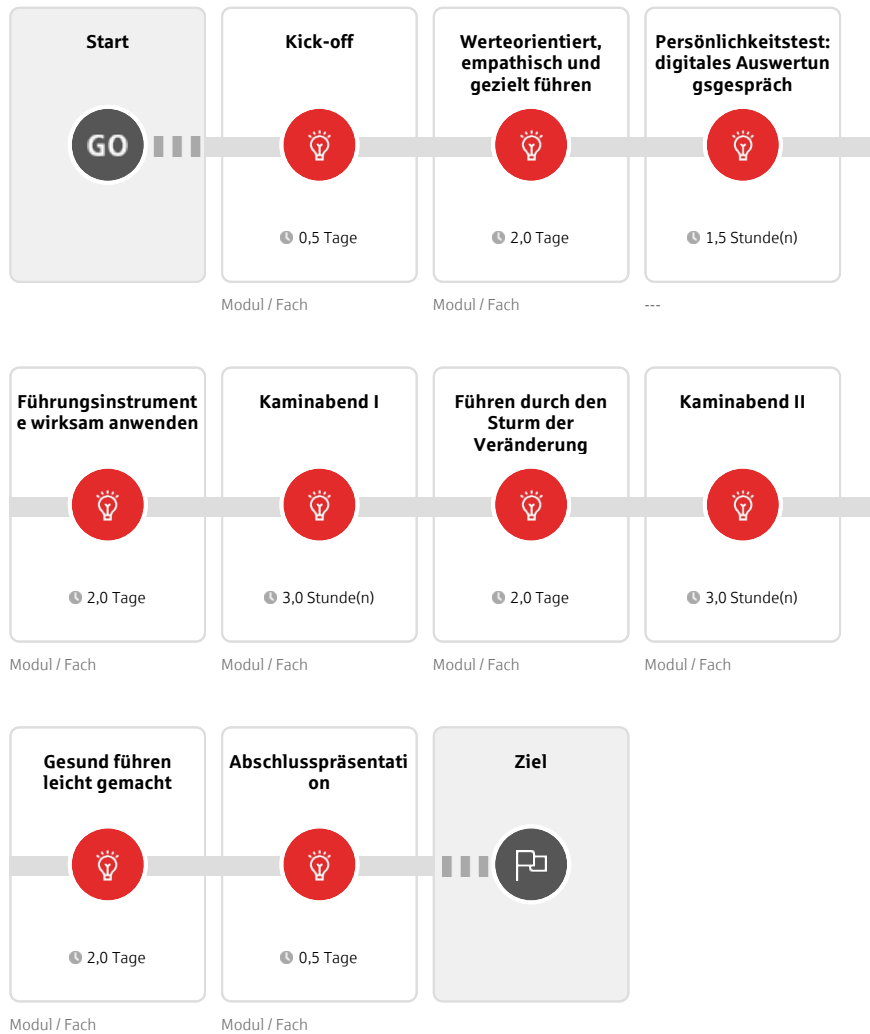 Start
GO
Kick-off
0,5 Tage
Modul / Fach
Werteorientiert,
empathisch und
gezielt führen
2,0 Tage
Modul / Fach
Persönlichkeitstest:
digitales Auswertun
gsgespräch
1,5 Stunde(n)
---
Führungsinstrument
e wirksam anwenden
2,0 Tage
Modul / Fach
Kaminabend I
3,0 Stunde(n)
Modul / Fach
Führen durch den
Sturm der
Veränderung
2,0 Tage
Modul / Fach
Kaminabend II
3,0 Stunde(n)
Modul / Fach
Gesund führen
leicht gemacht
2,0 Tage
Modul / Fach
Abschlusspräsentati
on
0,5 Tage
Modul / Fach
Ziel